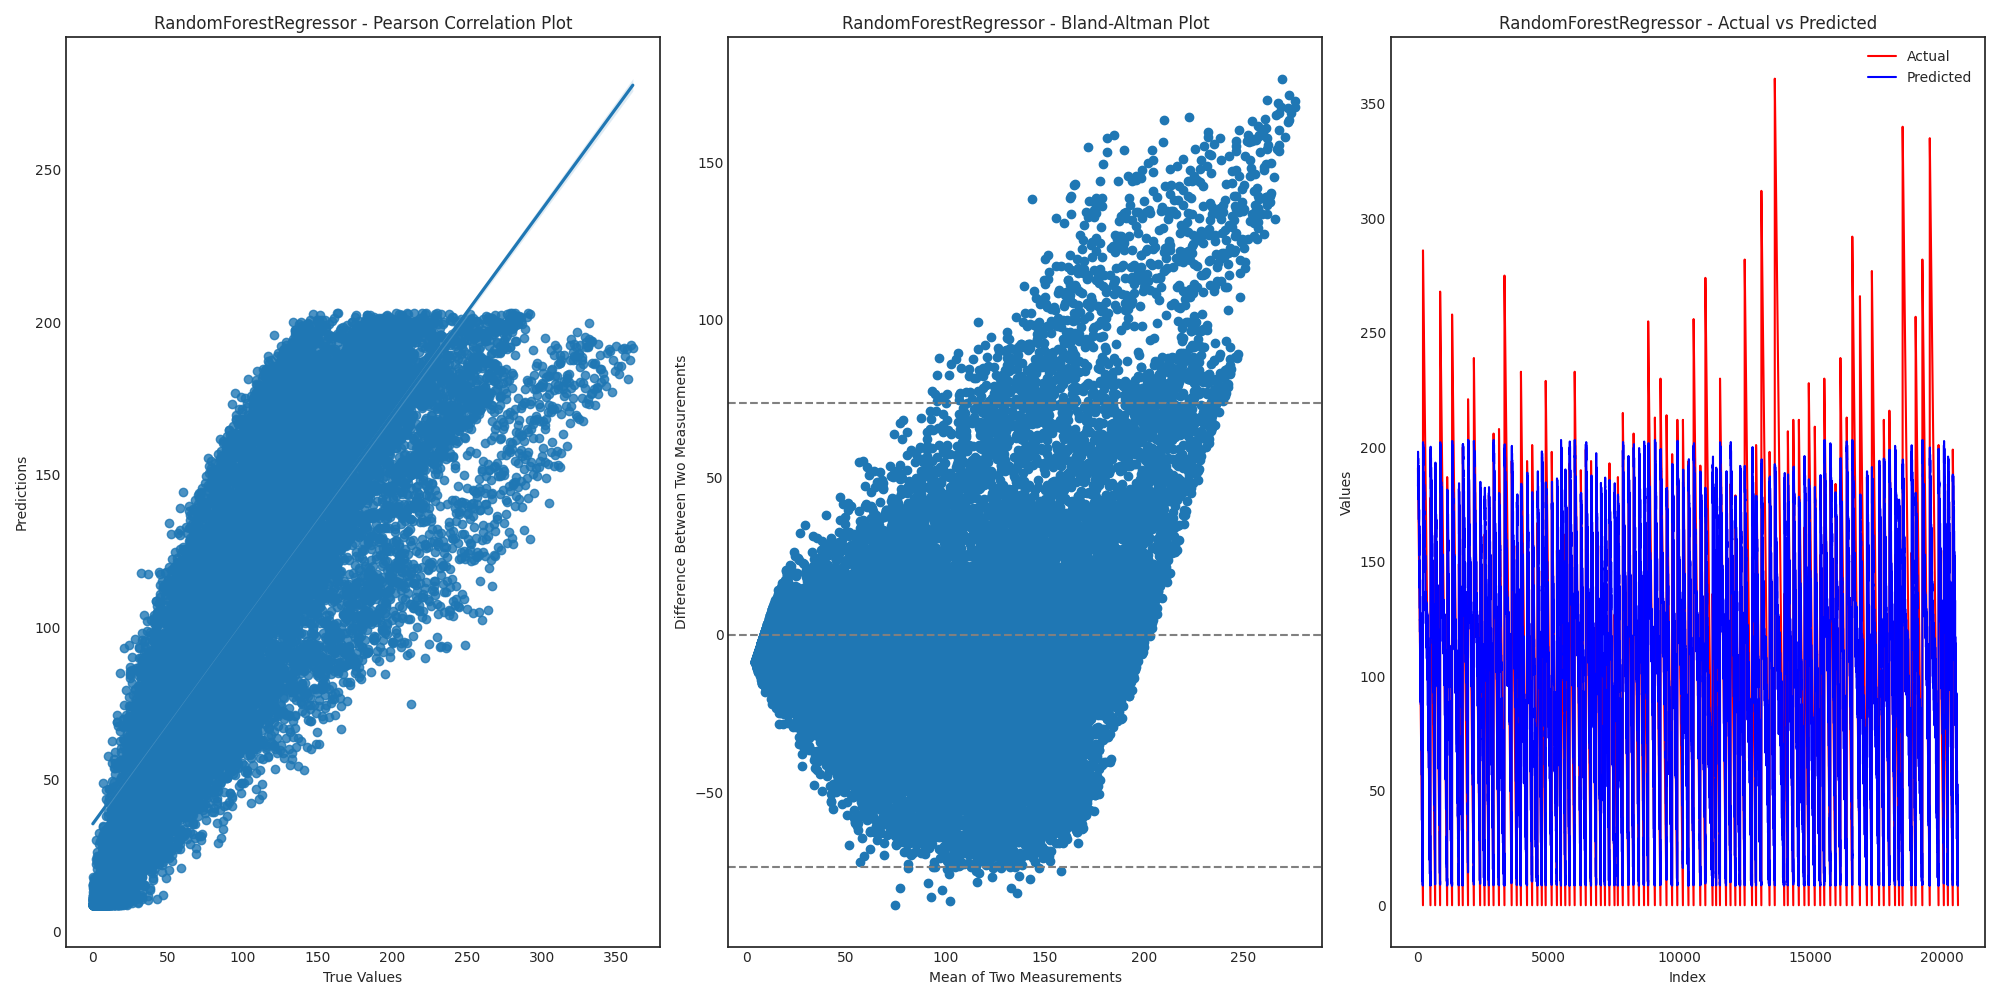 RandomForestRegressor - Pearson Correlation Plot
250
200
150
100
50
0
Predictions
0 50 100 150 200 250 300 350
True Values
RandomForestRegressor - Bland-Altman Plot
150
100
50
0
−50
Difference Between Two Measurements
0 50 100 150 200 250
Mean of Two Measurements
RandomForestRegressor - Actual vs Predicted
Actual
Predicted
350
300
250
200
150
100
50
0
Values
0 5000 10000 15000 20000
Index